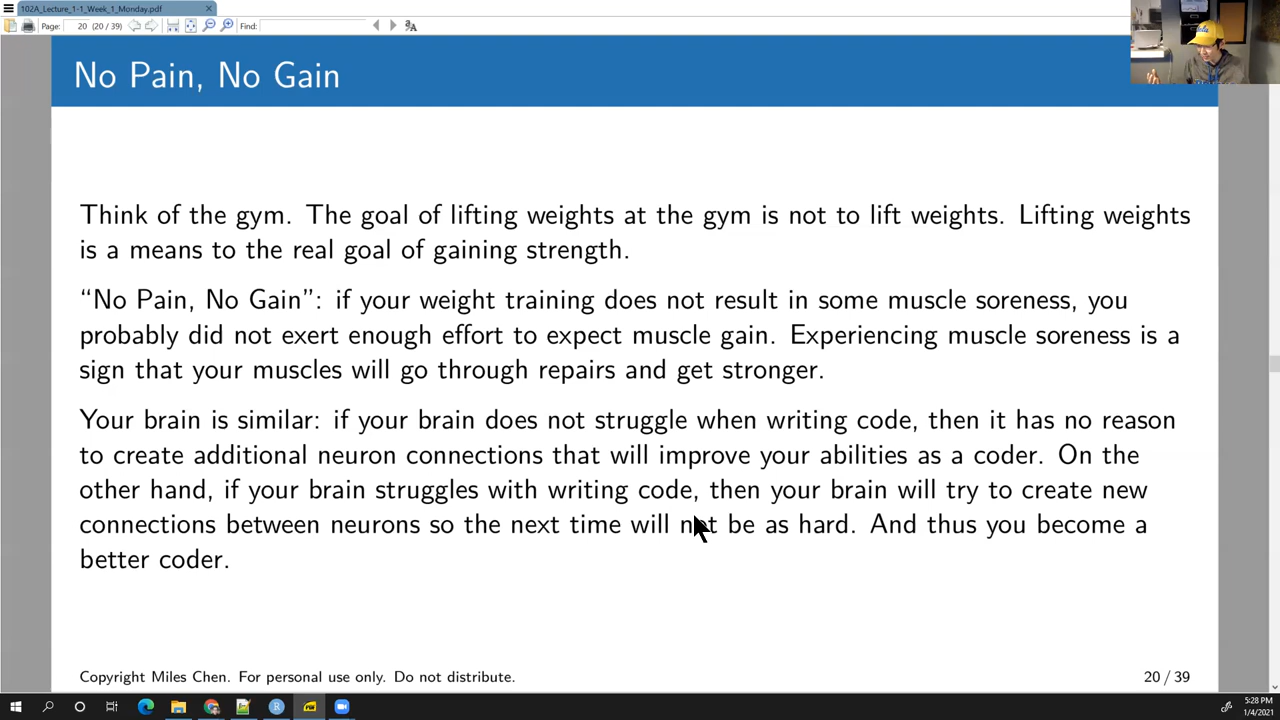 102A_Lecture_1-1_Week_1_Monday.pdf
Page: 20 (20 / 39) Find:
No Pain, No Gain
Think of the gym. The goal of lifting weights at the gym is not to lift weights. Lifting weights
is a means to the real goal of gaining strength.
“No Pain, No Gain”: if your weight training does not result in some muscle soreness, you
probably did not exert enough effort to expect muscle gain. Experiencing muscle soreness is a
sign that your muscles will go through repairs and get stronger.
Your brain is similar: if your brain does not struggle when writing code, then it has no reason
to create additional neuron connections that will improve your abilities as a coder. On the
other hand, if your brain struggles with writing code, then your brain will try to create new
connections between neurons so the next time will not be as hard. And thus you become a
better coder.
Copyright Miles Chen. For personal use only. Do not distribute. 20 / 39
5:28 PM
1/4/2021